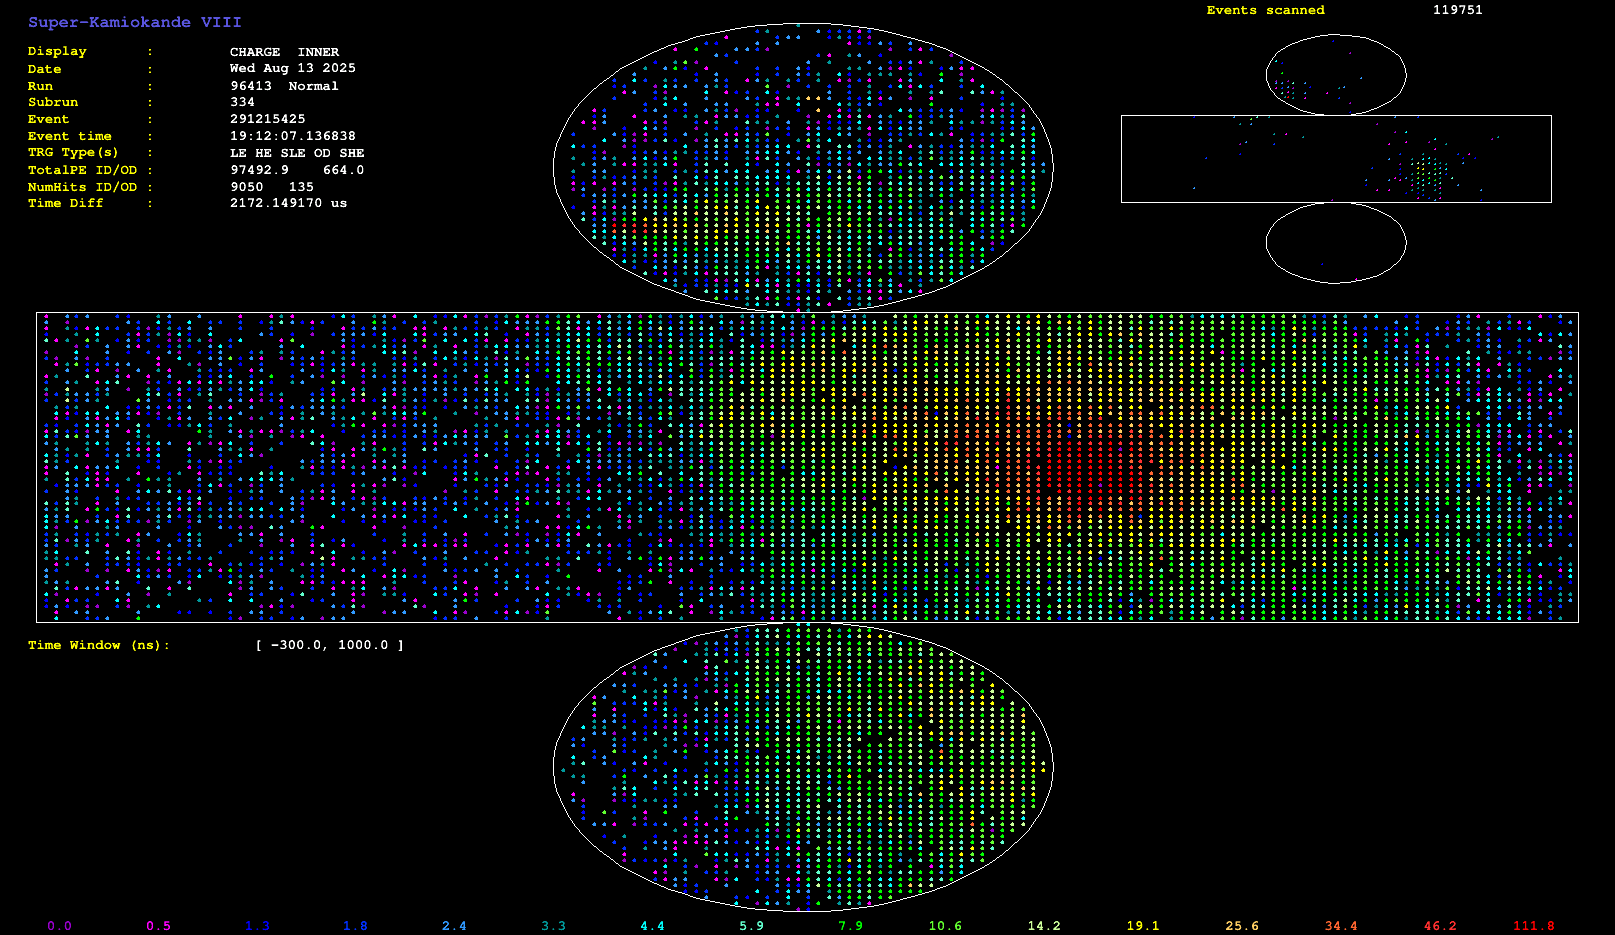 Super-Kamiokande VIII
Events scanned 119751
Display : CHARGE INNER
Date : Wed Aug 13 2025
Run : 96413 Normal
Subrun : 334
Event : 291215425
Event time : 19:12:07.136838
TRG Type(s) : LE HE SLE OD SHE
TotalPE ID/OD : 97492.9 664.0
NumHits ID/OD : 9050 135
Time Diff : 2172.149170 us
Time Window (ns): [ -300.0, 1000.0 ]
0.0 0.5 1.3 1.8 2.4 3.3 4.4 5.9 7.9 10.6 14.2 19.1 25.6 34.4 46.2 111.8